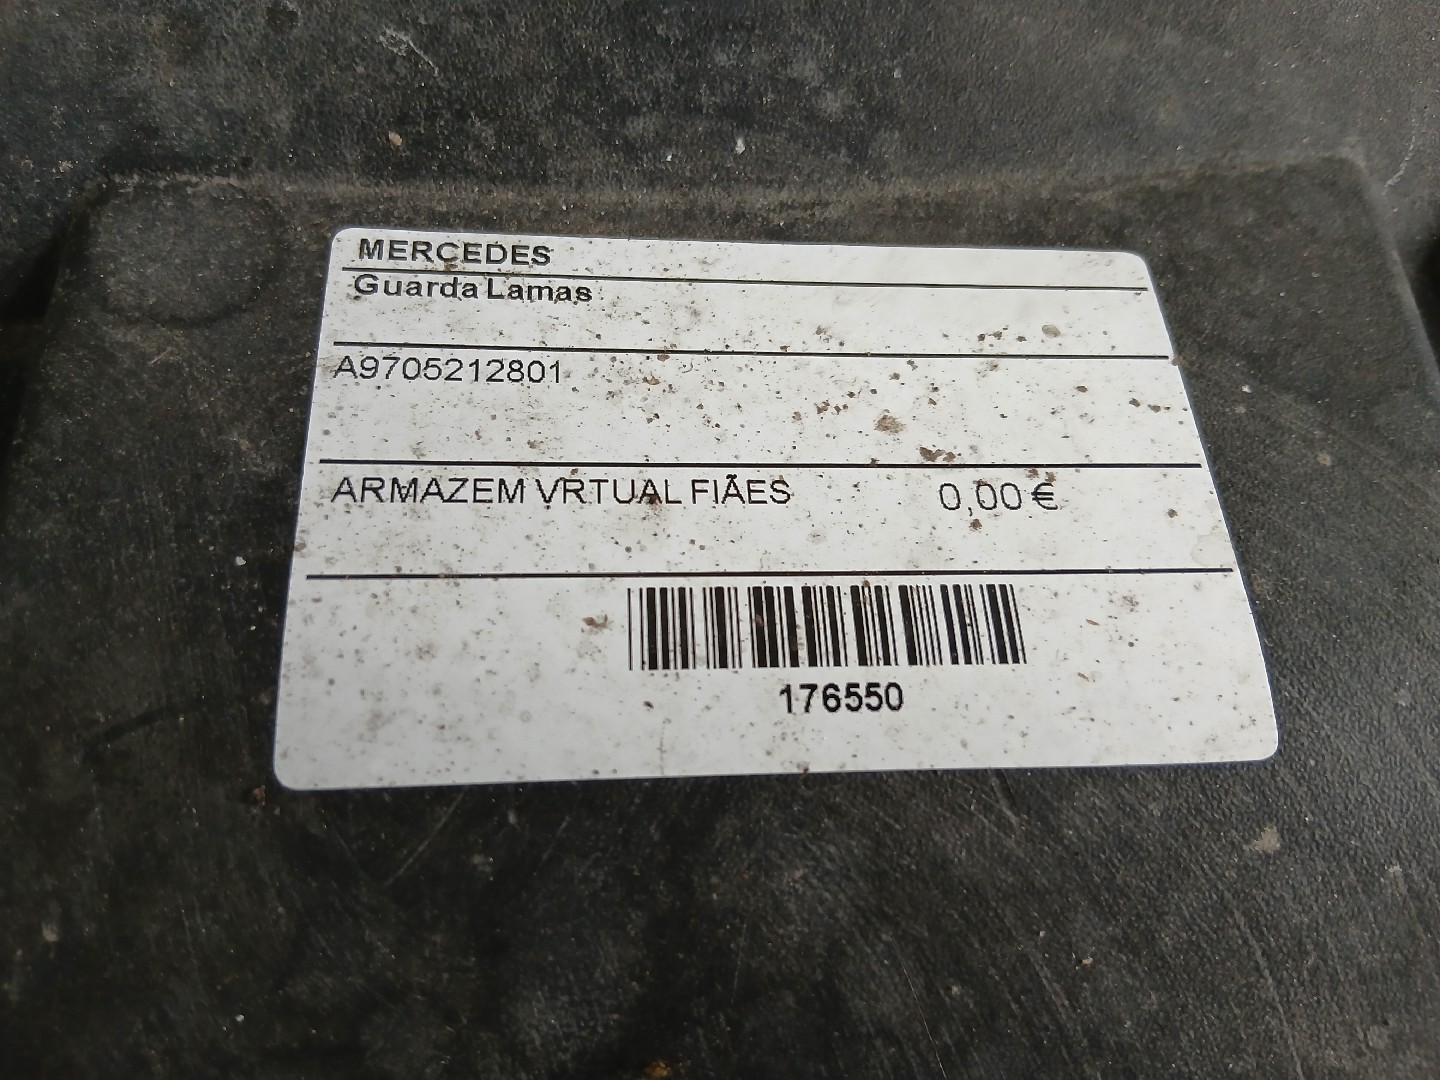 MERCEDES
Guarda Lamas
A9705212801
ARMAZEM VRTUAL FIÃES 0,00 €
176550